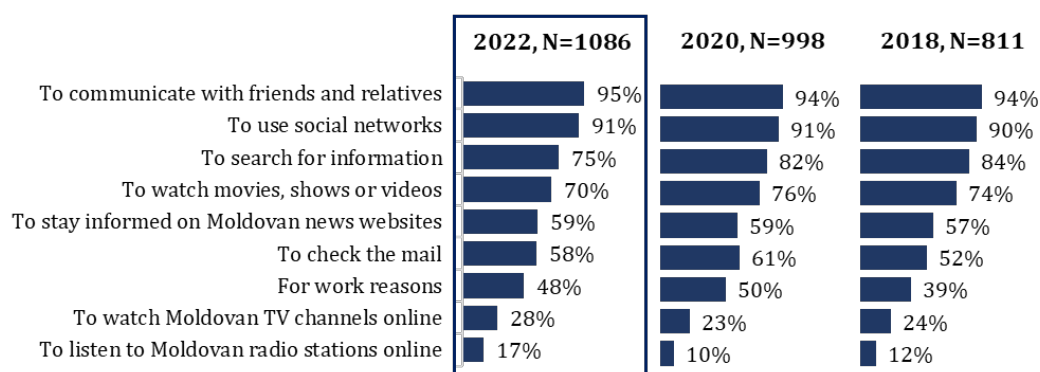 2022, N=1086 2020, N=998 2018, N=811
To communicate with friends and relatives 95% 94% 94%
To use social networks 91% 91% 90%
To search for information 75% 82% 84%
To watch movies, shows or videos 70% 76% 74%
To stay informed on Moldovan news websites 59% 59% 57%
To check the mail 58% 61% 52%
For work reasons 48% 50% 39%
To watch Moldovan TV channels online 28% 23% 24%
To listen to Moldovan radio stations online 17% 10% 12%